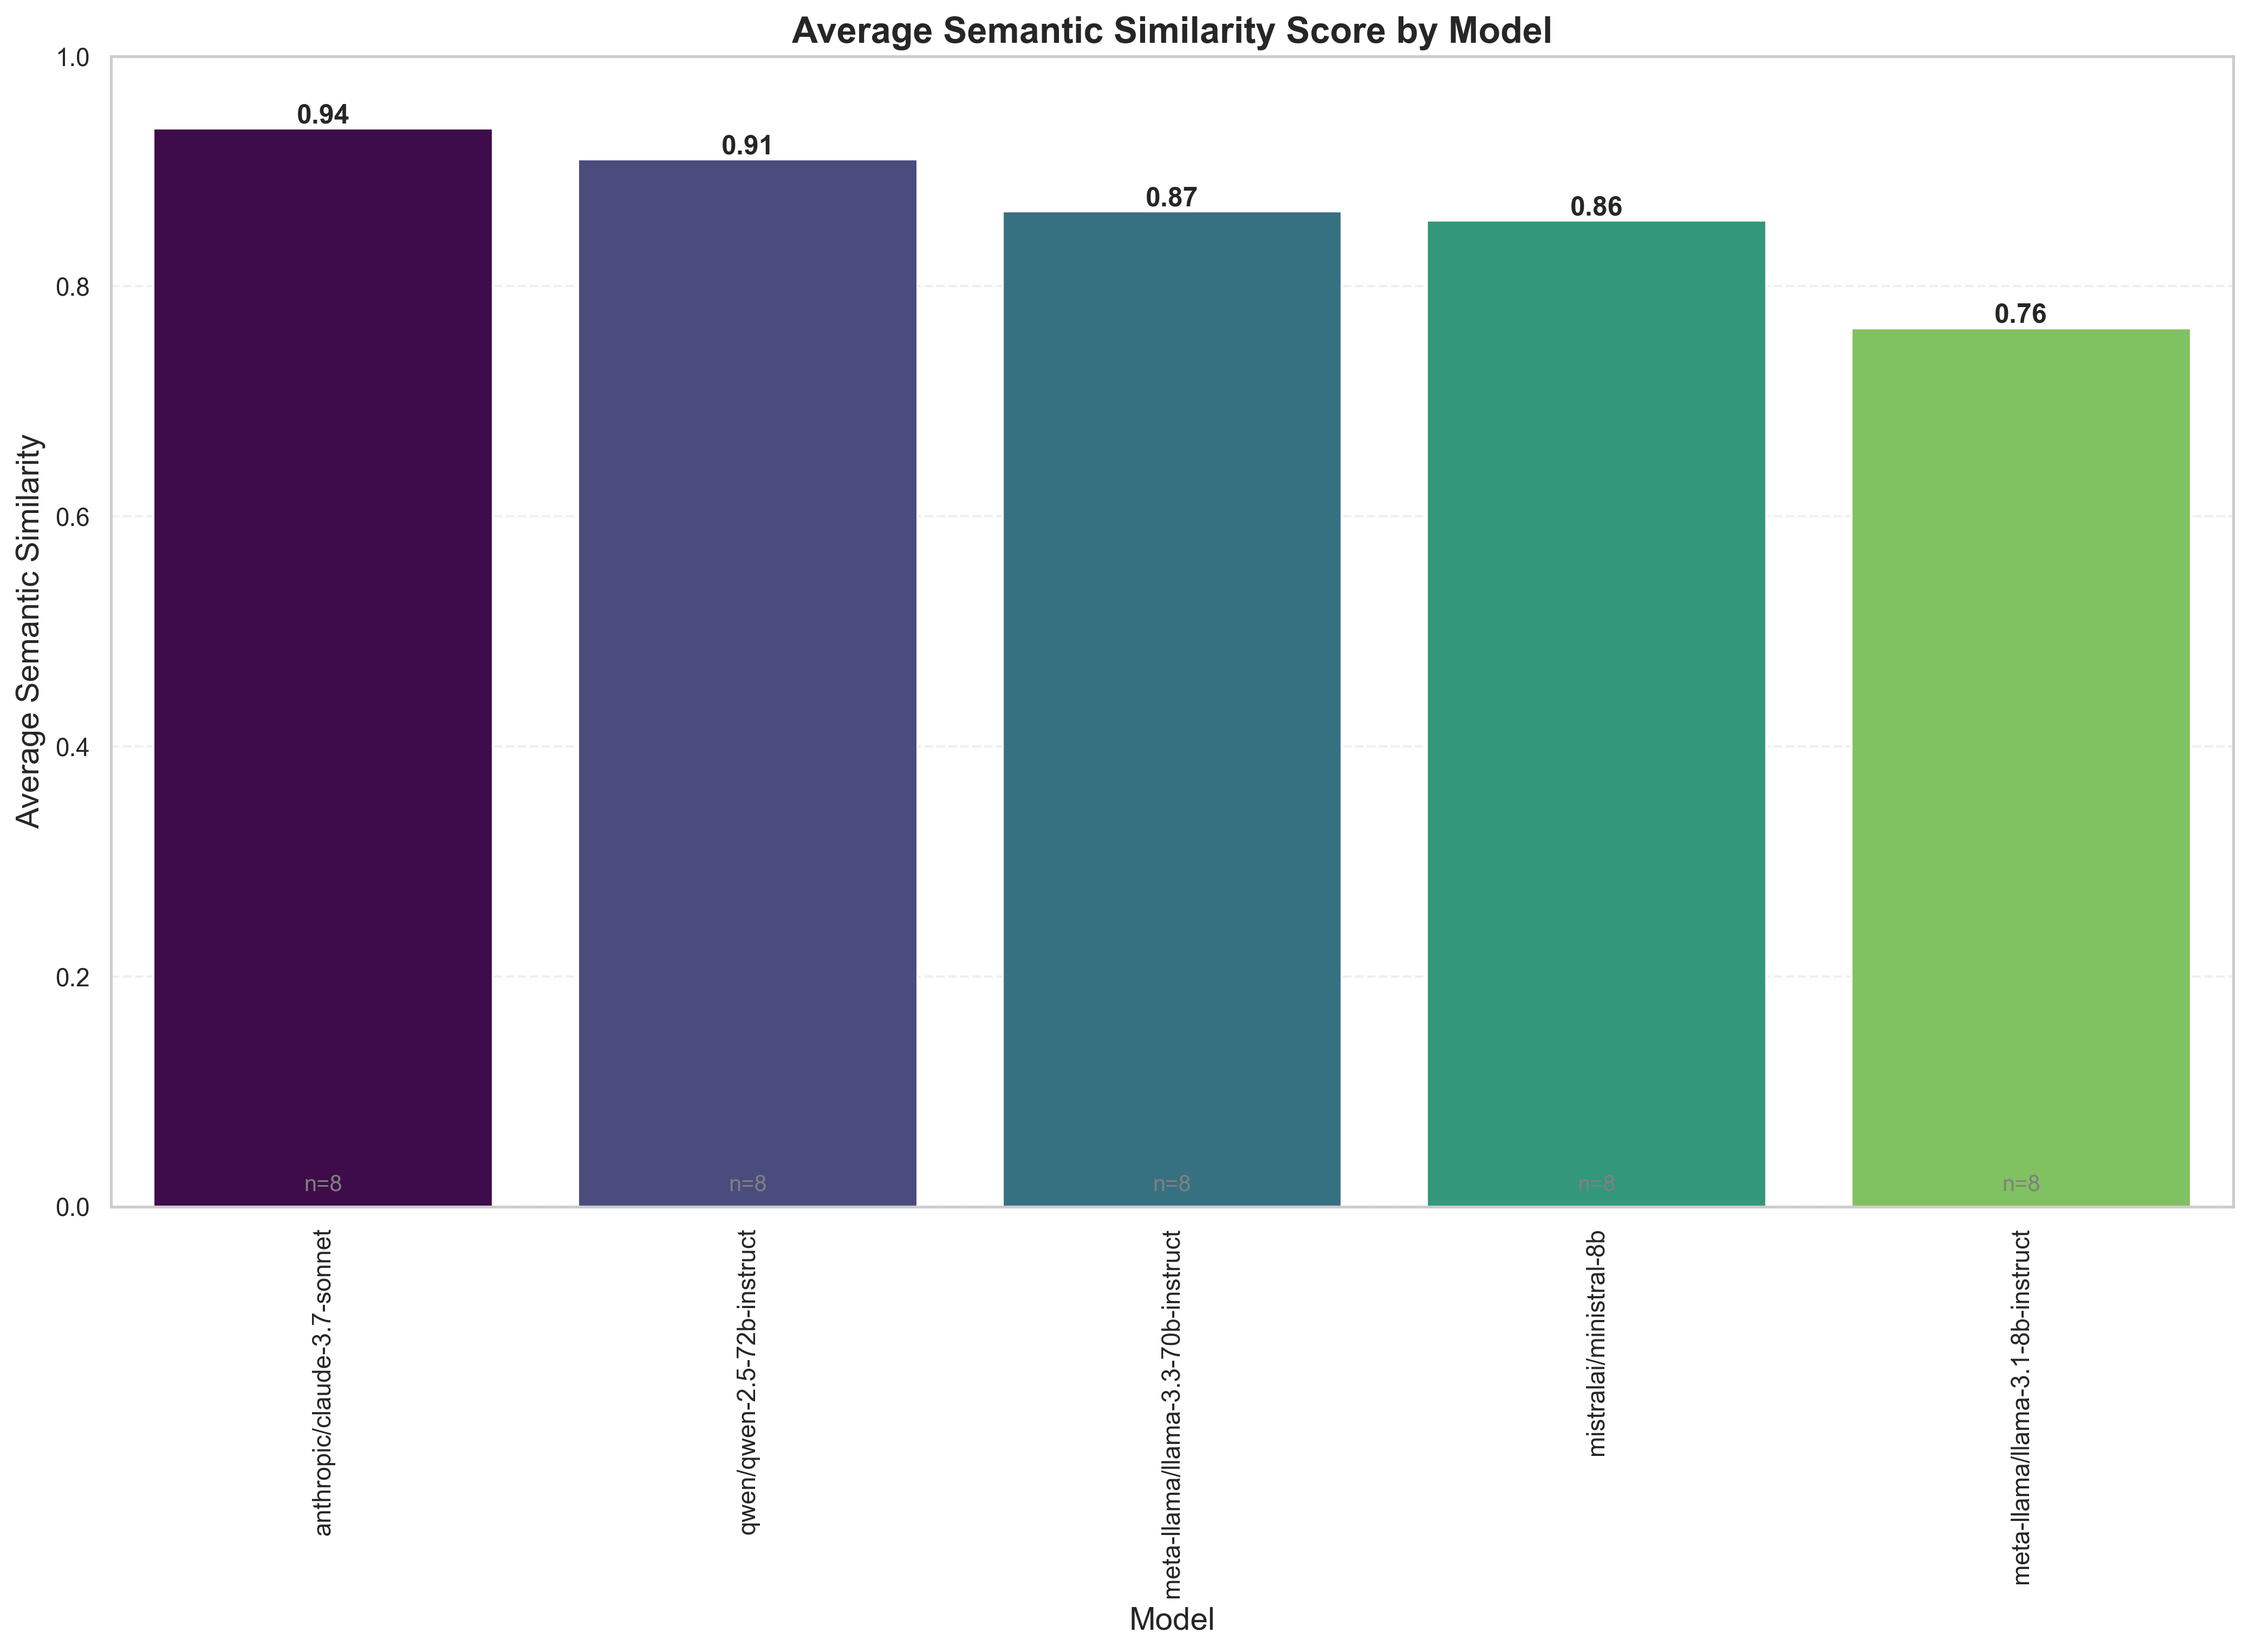 Average Semantic Similarity Score by Model
Average Semantic Similarity
1.0
0.8
0.6
0.4
0.2
0.0
0.94
0.91
0.87
0.86
0.76
n=8
n=8
n=8
n=8
n=8
anthropic/claude-3.7-sonnet
qwen/qwen-2.5-72b-instruct
meta-llama/llama-3.3-70b-instruct
mistralai/ministral-8b
meta-llama/llama-3.1-8b-instruct
Model